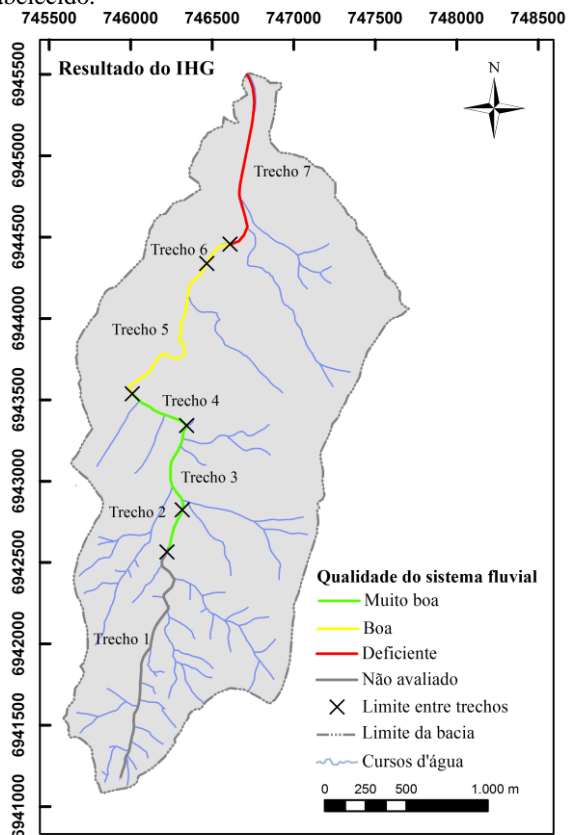 abelecido.
745500 746000 746500 747000 747500 748000 748500
Resultado do IHG
N
6945500
6945000
6944500
6944000
6943500
6943000
6942500
6942000
6941500
6941000
Trecho 7
Trecho 6
Trecho 5
Trecho 4
Trecho 3
Trecho 2
Trecho 1
Qualidade do sistema fluvial
Muito boa
Boa
Deficiente
Não avaliado
Limite entre trechos
Limite da bacia
Cursos d'água
0 250 500 1.000 m